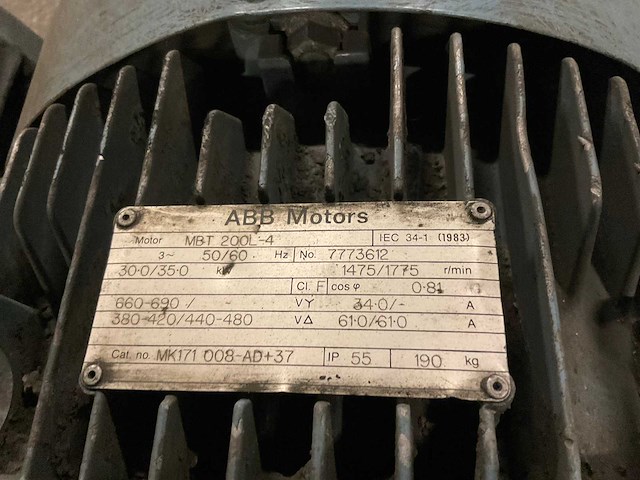 ABB Motors
Motor MBT 200L-4 IEC 34-1 (1983)
3~ 50/60 Hz No. 7773612
30.0/35.0 kW 1475/1775 r/min
Cl. F cos φ 0.81
660-690 / - VY 34.0/- A
380-420/440-480 VΔ 61.0/61.0 A
Cat. no. MK171 008-AD+37 IP 55 190 kg